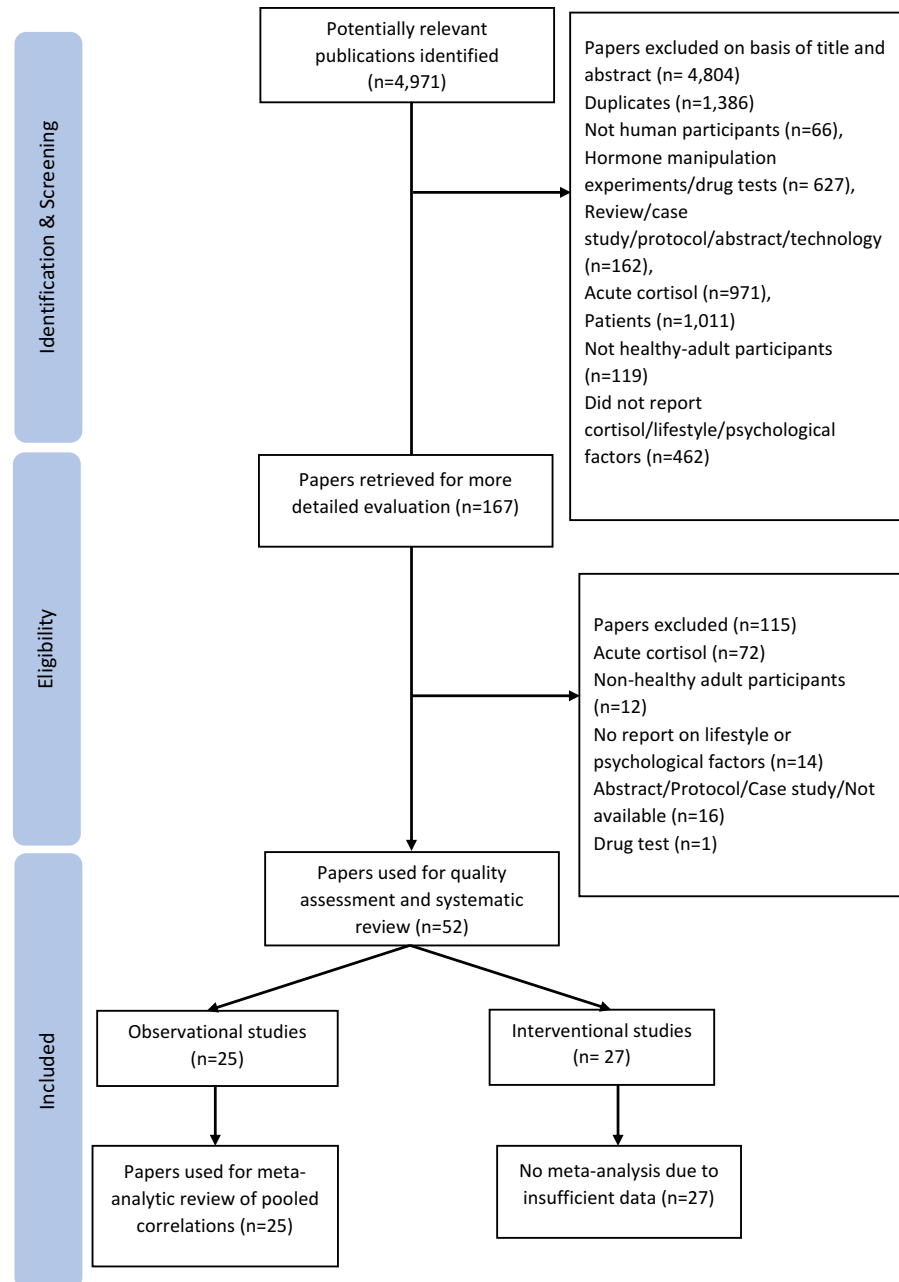 Identification & Screening
Potentially relevant
publications identified
(n=4,971)
Papers excluded on basis of title and
abstract (n= 4,804)
Duplicates (n=1,386)
Not human participants (n=66),
Hormone manipulation
experiments/drug tests (n= 627),
Review/case
study/protocol/abstract/technology
(n=162),
Acute cortisol (n=971),
Patients (n=1,011)
Not healthy-adult participants
(n=119)
Did not report
cortisol/lifestyle/psychological
factors (n=462)
Papers retrieved for more
detailed evaluation (n=167)
Eligibility
Papers excluded (n=115)
Acute cortisol (n=72)
Non-healthy adult participants
(n=12)
No report on lifestyle or
psychological factors (n=14)
Abstract/Protocol/Case study/Not
available (n=16)
Drug test (n=1)
Included
Papers used for quality
assessment and systematic
review (n=52)
Observational studies
(n=25)
Interventional studies
(n= 27)
Papers used for meta-
analytic review of pooled
correlations (n=25)
No meta-analysis due to
insufficient data (n=27)